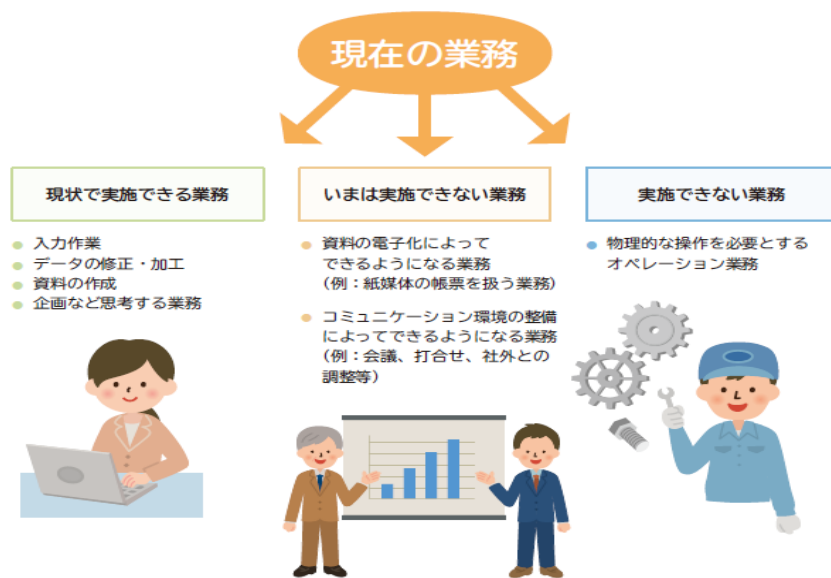 現在の業務
現状で実施できる業務
入力作業
データの修正・加工
資料の作成
企画など思考する業務
いまは実施できない業務
資料の電子化によって
できるようになる業務
(例：紙媒体の帳票を扱う業務)
コミュニケーション環境の整備
によってできるようになる業務
(例：会議、打合せ、社外との
調整等)
実施できない業務
物理的な操作を必要とする
オペレーション業務